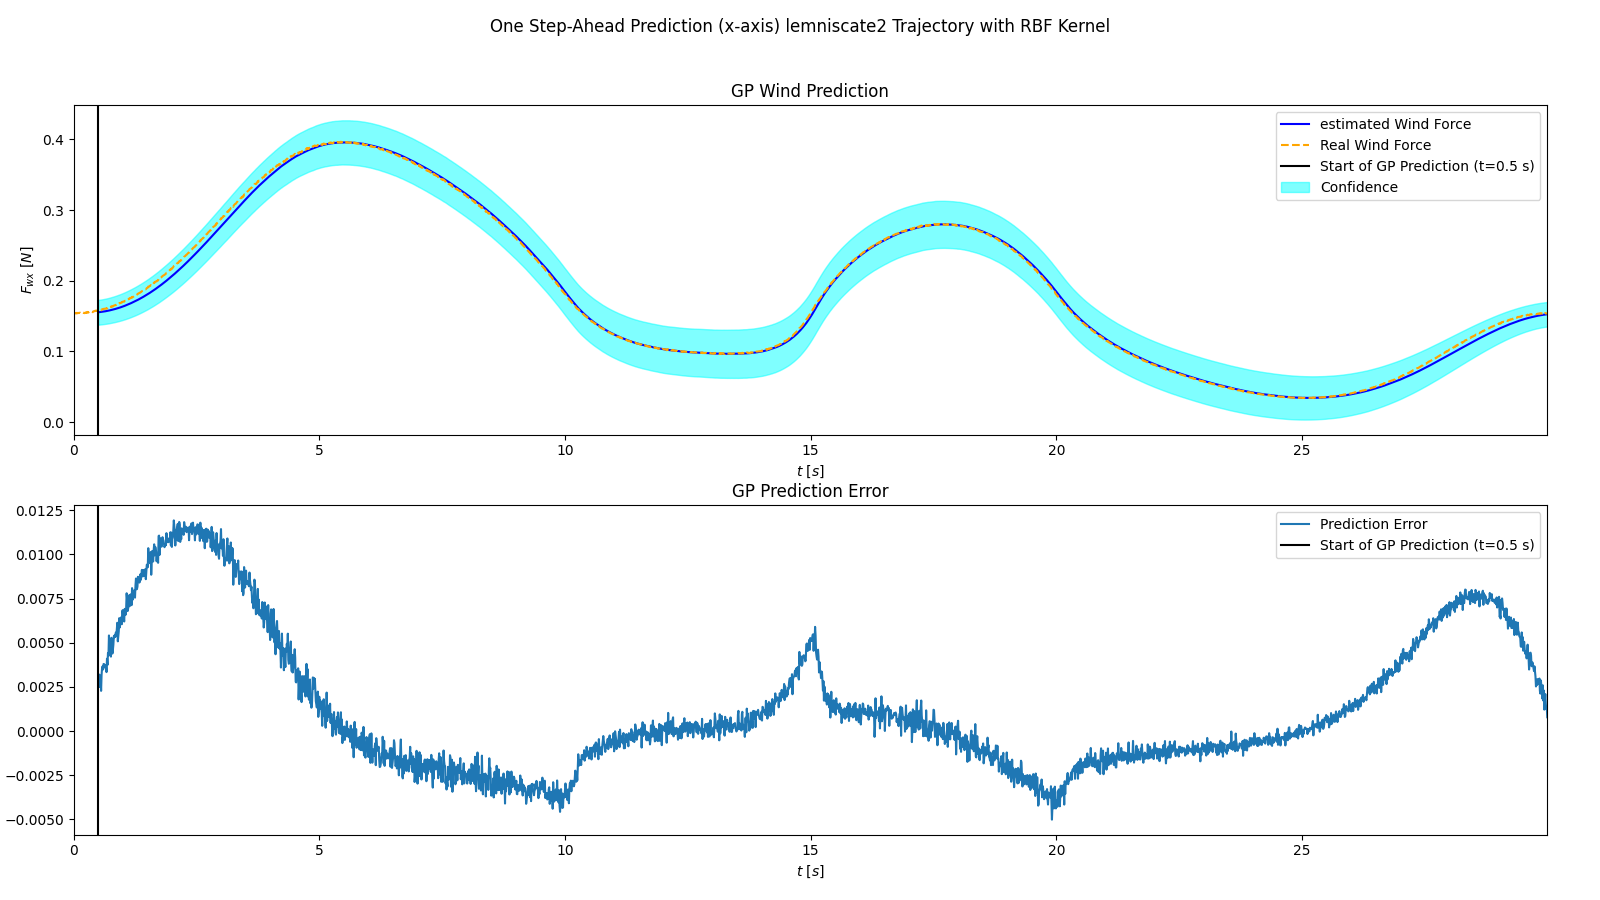 One Step-Ahead Prediction (x-axis) lemniscate2 Trajectory with RBF Kernel
GP Wind Prediction
estimated Wind Force
Real Wind Force
Start of GP Prediction (t=0.5 s)
Confidence
F_wx [N]
0.4
0.3
0.2
0.1
0.0
0 5 10 15 20 25
t [s]
GP Prediction Error
Prediction Error
Start of GP Prediction (t=0.5 s)
0.0125
0.0100
0.0075
0.0050
0.0025
0.0000
−0.0025
−0.0050
0 5 10 15 20 25
t [s]